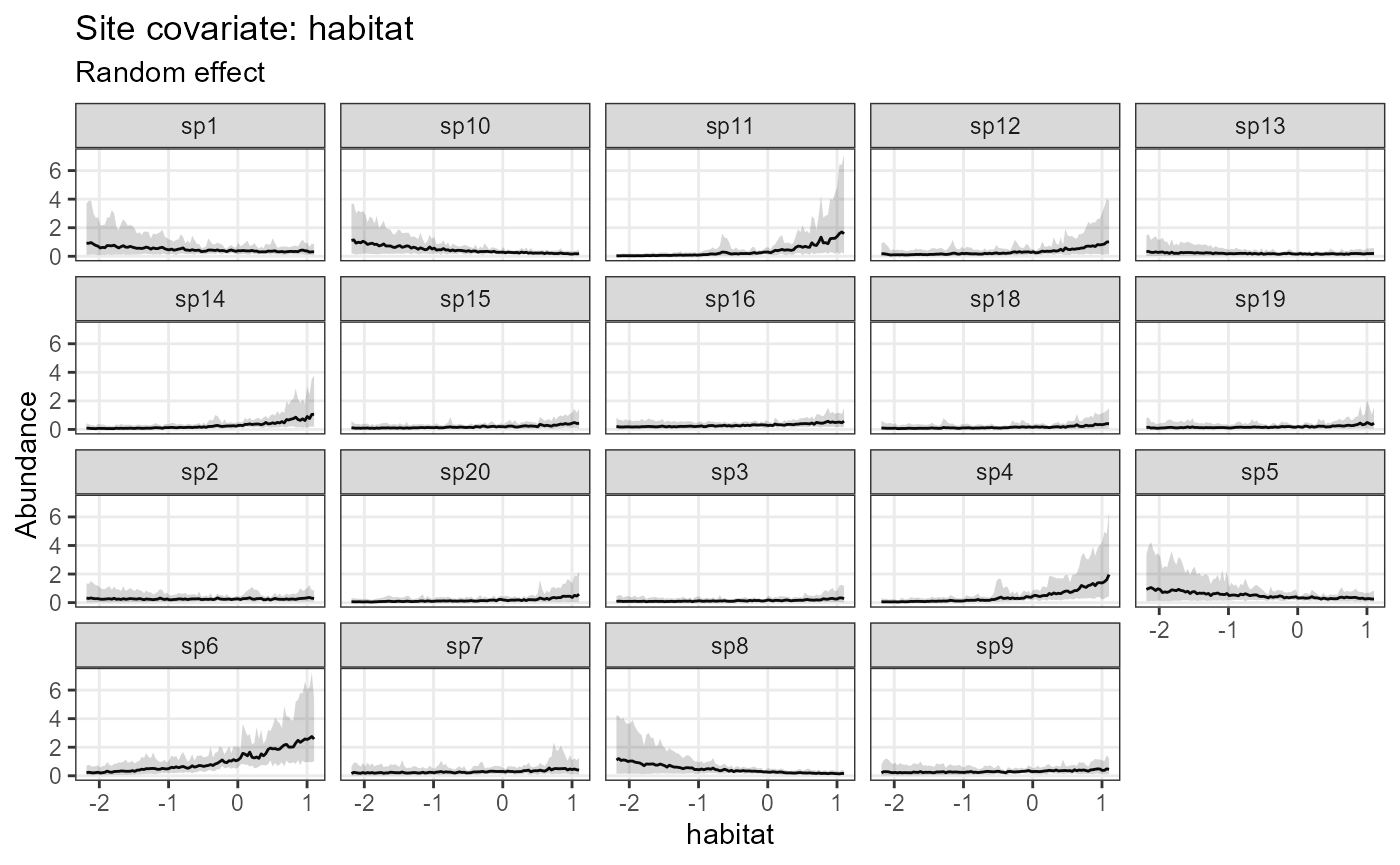 Site covariate: habitat
Random effect
sp1 sp10 sp11 sp12 sp13
6
4
2
0
sp14 sp15 sp16 sp18 sp19
6
4
2
0
Abundance
sp2 sp20 sp3 sp4 sp5
6
4
2
0
-2 -1 0 1
sp6 sp7 sp8 sp9
6
4
2
0
-2 -1 0 1 -2 -1 0 1 -2 -1 0 1 -2 -1 0 1
habitat